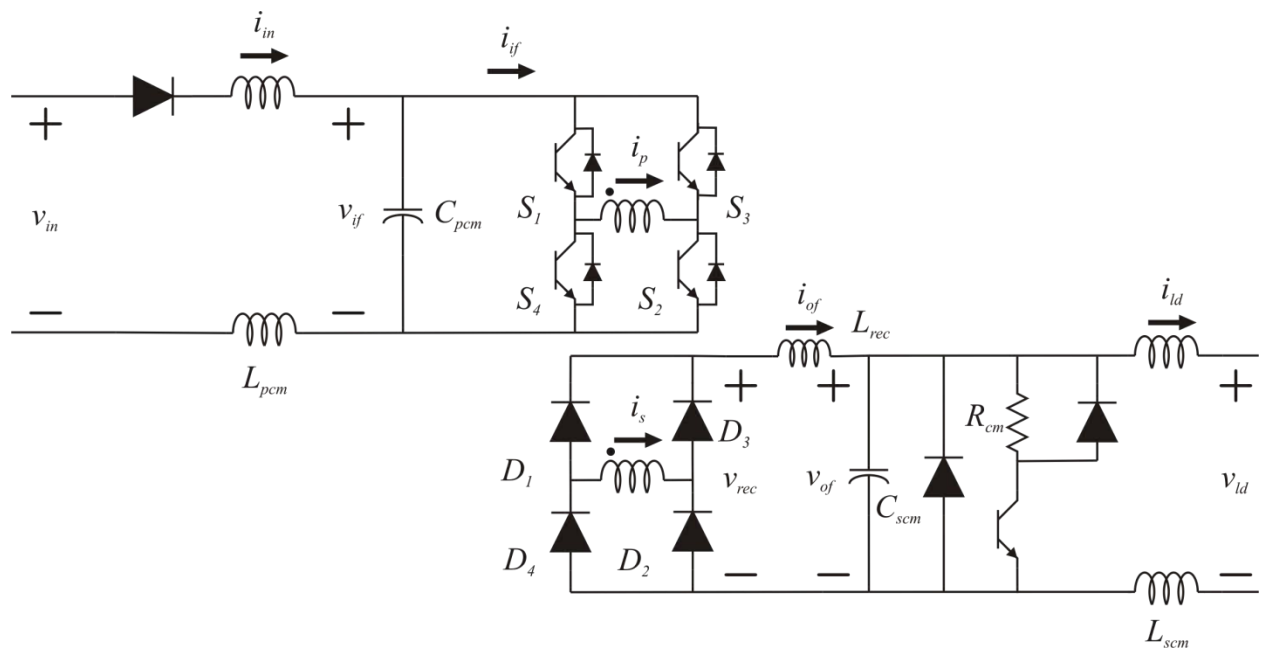 i_in
i_if
+
+
i_p
v_in
v_if
C_pcm
S_1
S_3
S_4
S_2
−
−
L_pcm
i_of
L_rec
i_ld
+
+
+
i_s
R_cm
D_3
D_1
v_rec
v_of
C_scm
v_ld
D_4
D_2
−
−
−
L_scm